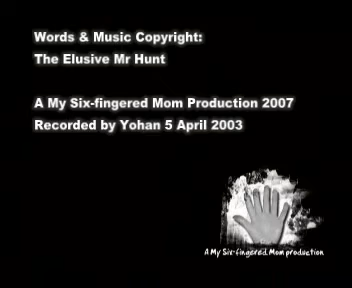 Words & Music Copyright:
The Elusive Mr Hunt
A My Six-fingered Mom Production 2007
Recorded by Yohan 5 April 2003
A My Six-fingered Mom production